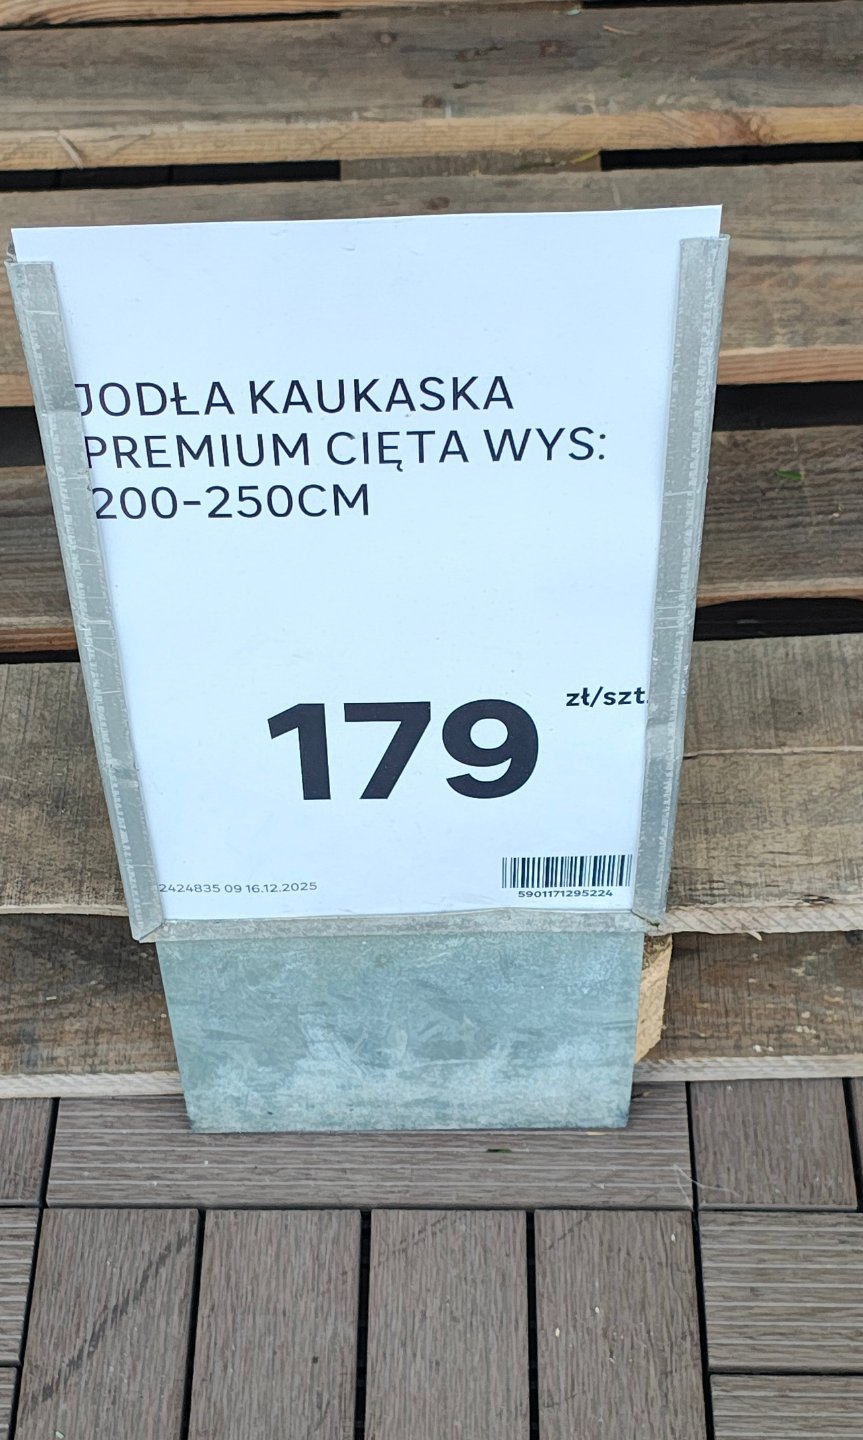 JODŁA KAUKASKA
PREMIUM CIĘTA WYS:
200-250CM
179 zł/szt.
2424835 09 16.12.2025
5901171295224